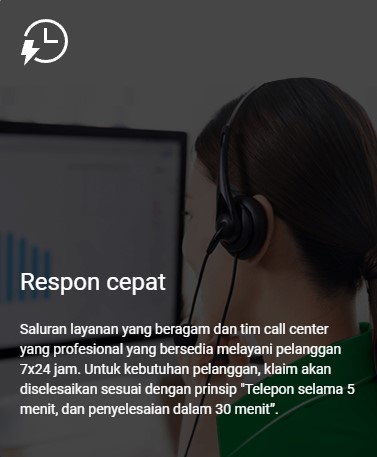 Respon cepat
Saluran layanan yang beragam dan tim call center
yang profesional yang bersedia melayani pelanggan
7x24 jam. Untuk kebutuhan pelanggan, klaim akan
diselesaikan sesuai dengan prinsip "Telepon selama 5
menit, dan penyelesaian dalam 30 menit”.